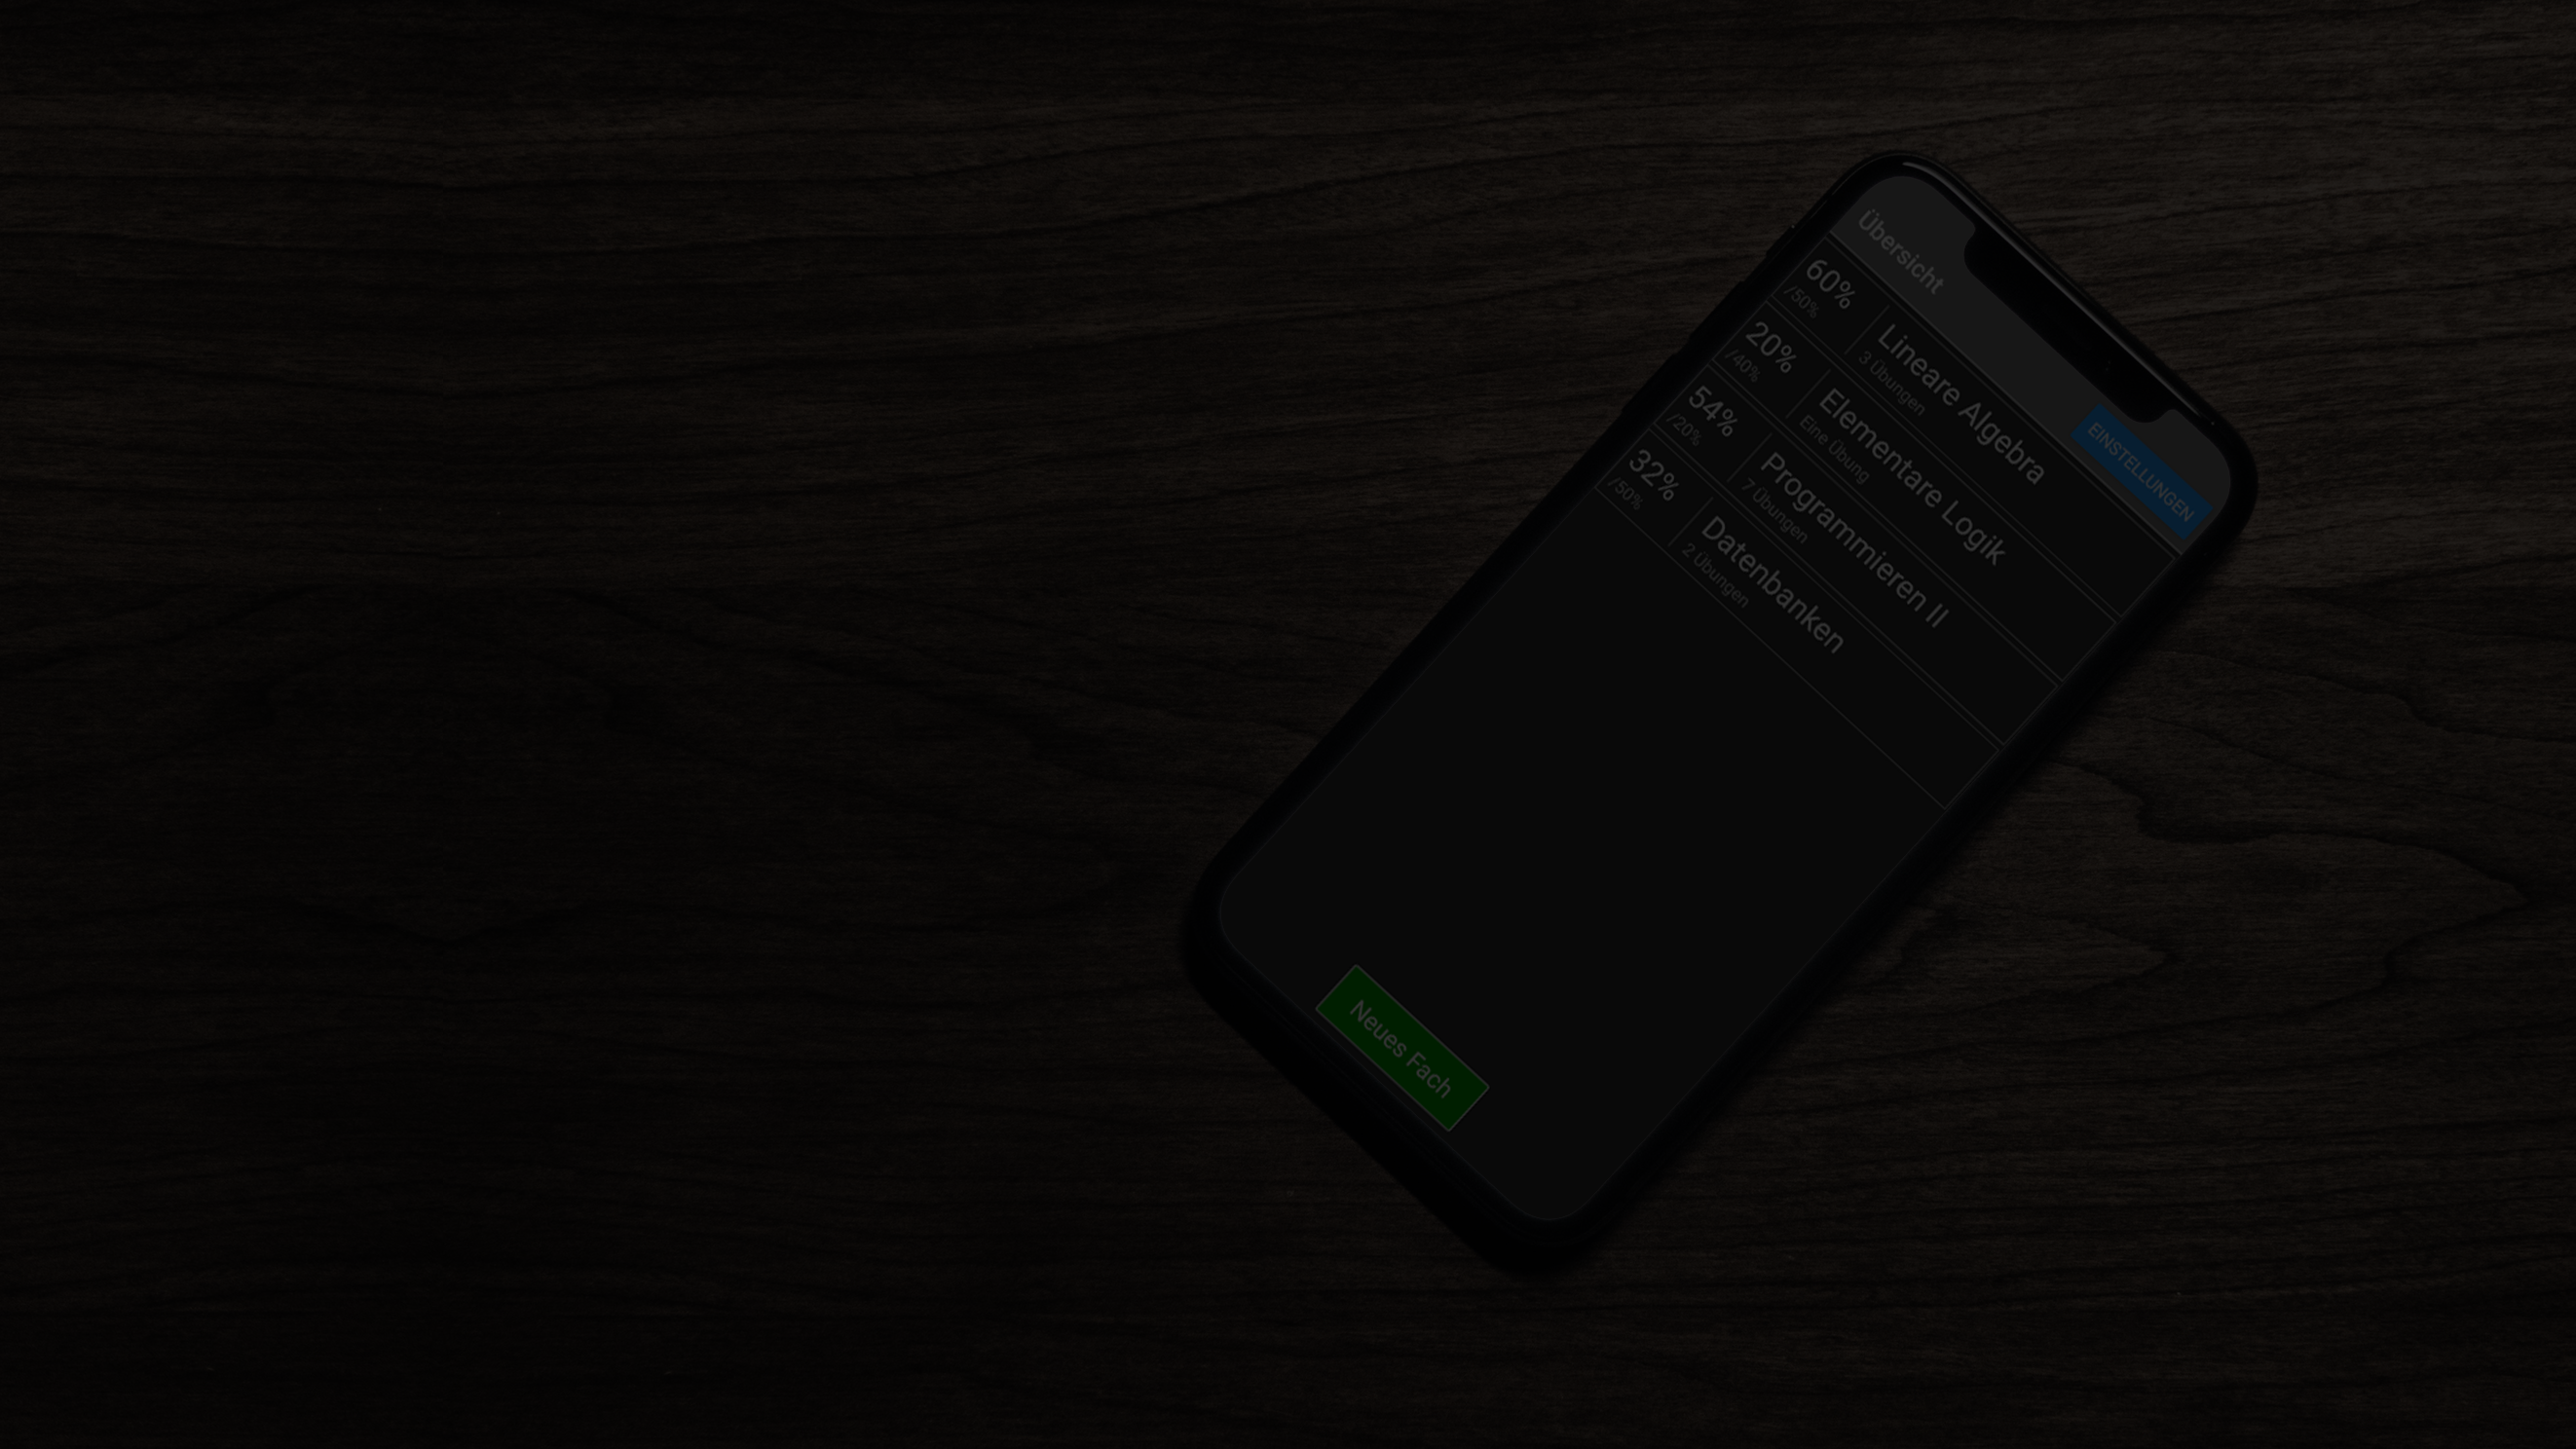 Übersicht
EINSTELLUNGEN
60%
/50%
Lineare Algebra
3 Übungen
20%
/40%
Elementare Logik
Eine Übung
54%
/20%
Programmieren II
7 Übungen
32%
/50%
Datenbanken
2 Übungen
Neues Fach